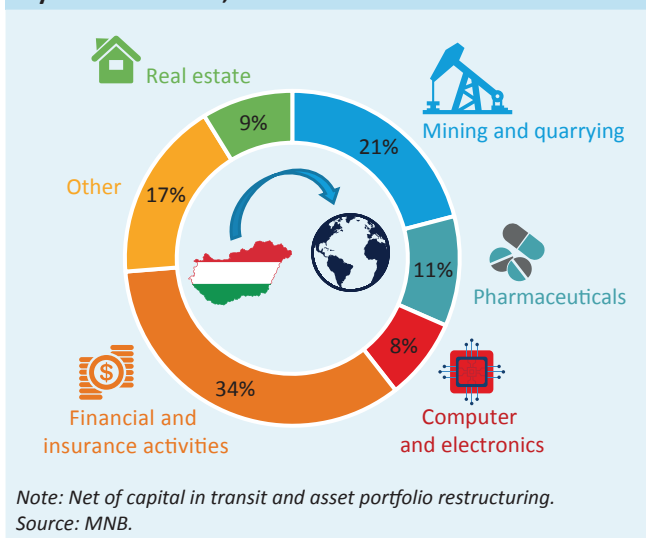 Real estate
9%
Mining and quarrying
21%
Other
17%
11%
Pharmaceuticals
8%
Computer
and electronics
34%
Financial and
insurance activities
$
Note: Net of capital in transit and asset portfolio restructuring.
Source: MNB.